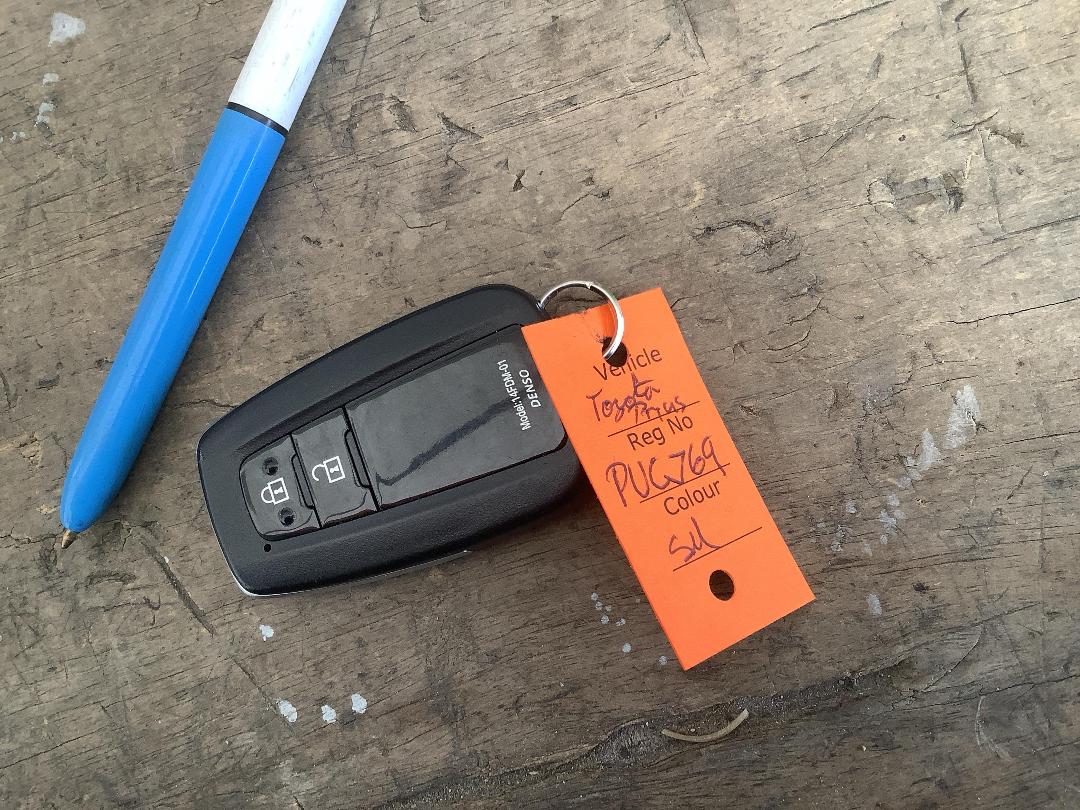 DENSO
Model:14FDM-01
Vehicle
Toyota
Prius
Reg No
PUG769
Colour
Sil